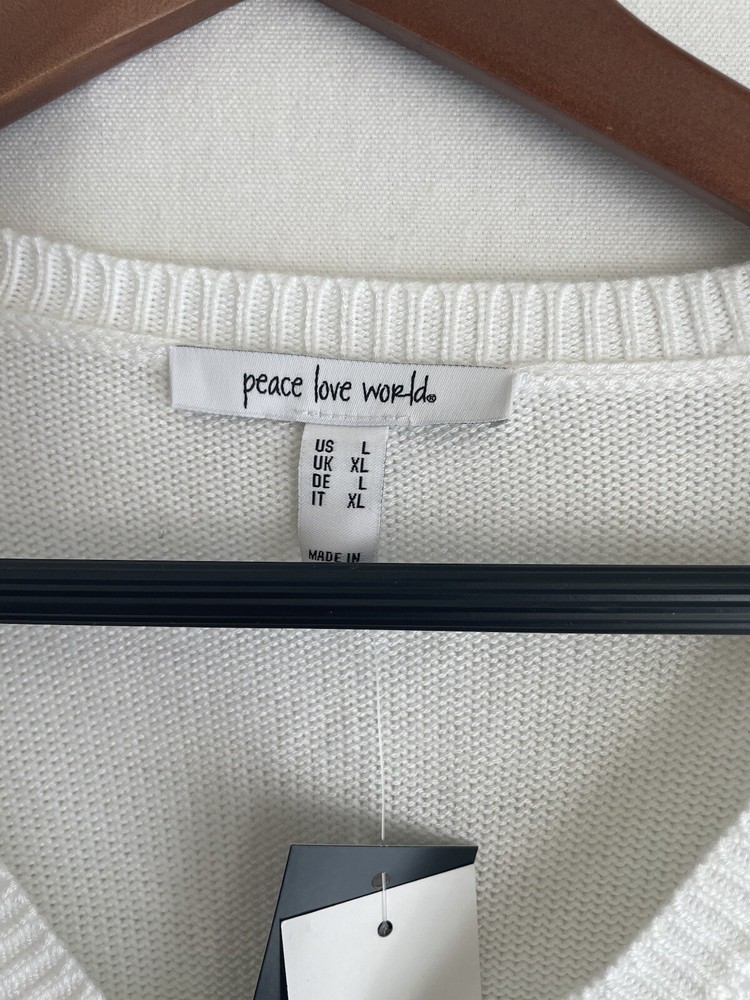 peace love world®
US L
UK XL
DE L
IT XL
MADE IN